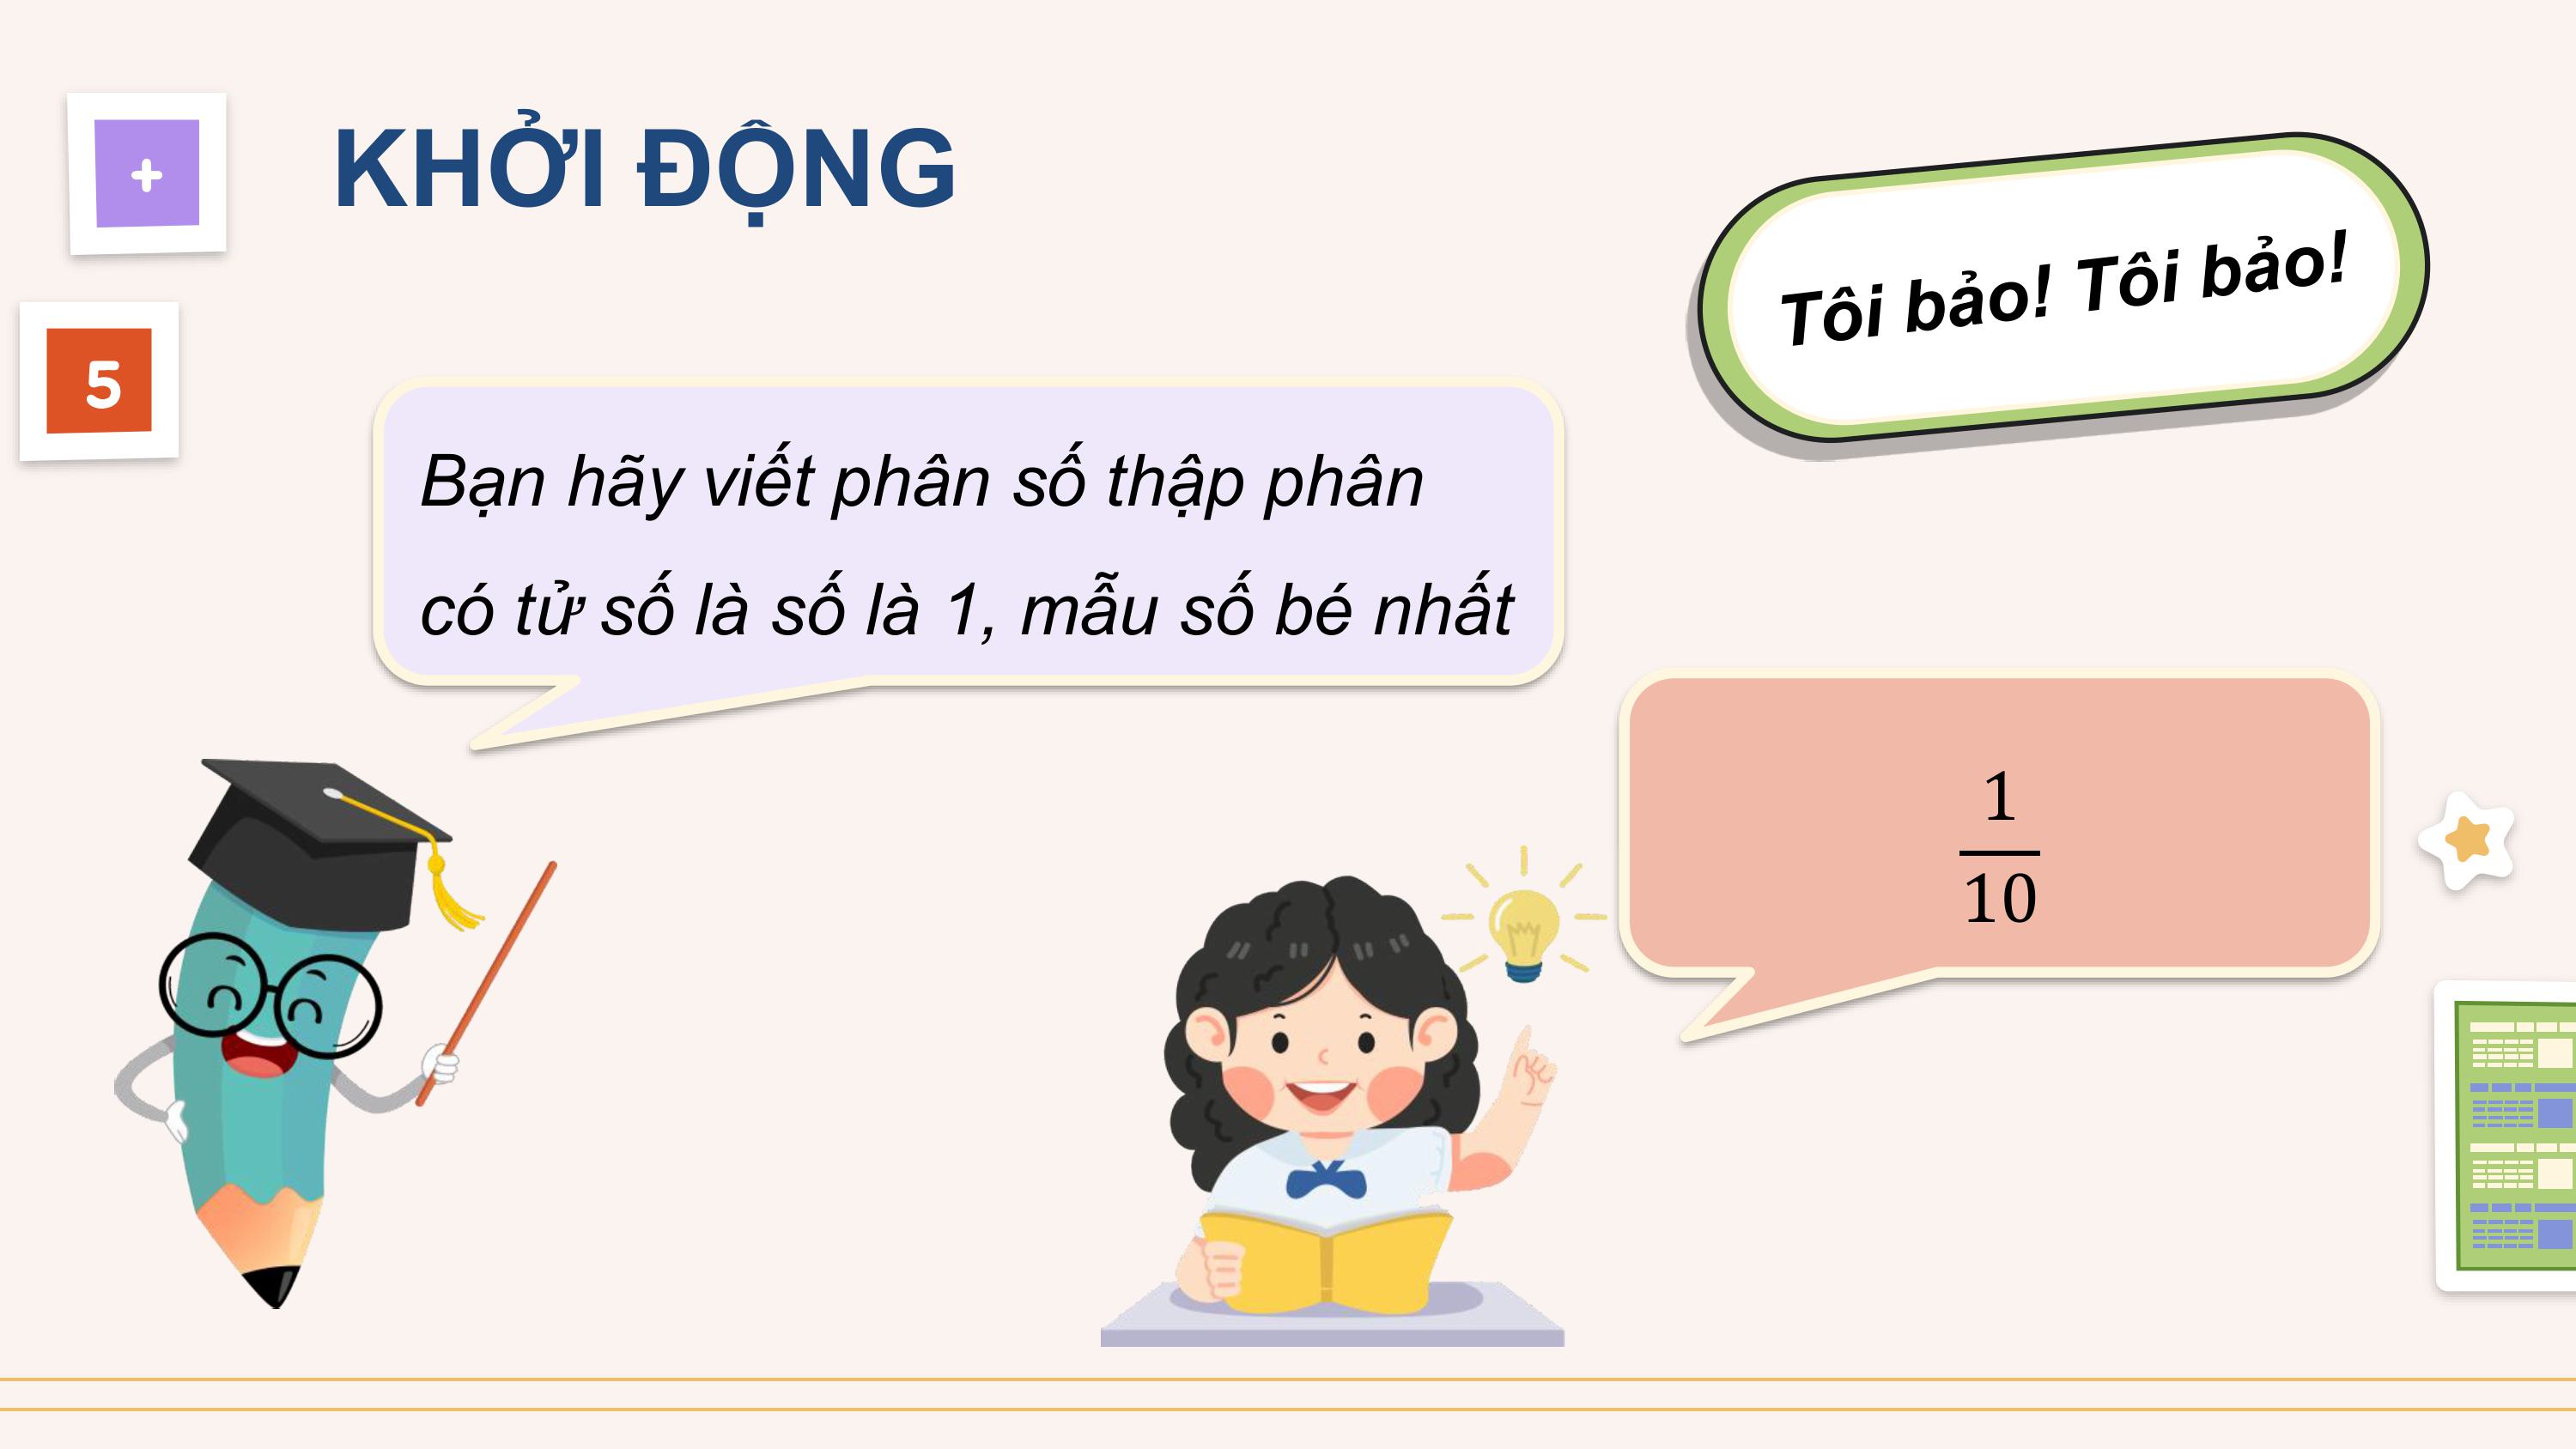 +
KHỞI ĐỘNG
Tôi bảo! Tôi bảo!
5
Bạn hãy viết phân số thập phân
có tử số là số là 1, mẫu số bé nhất
1
10